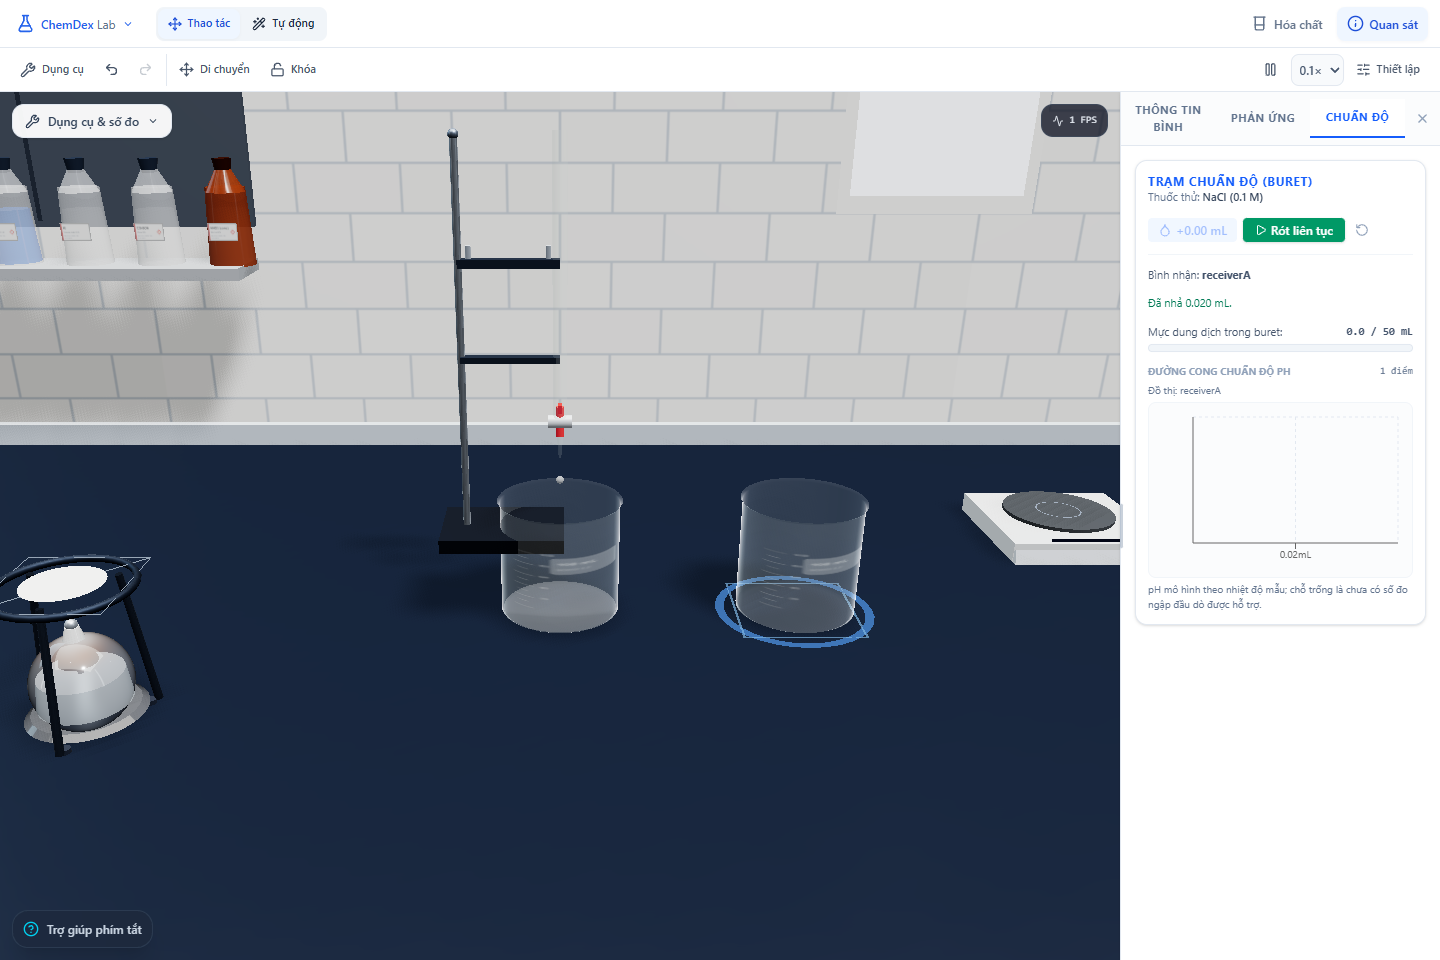 ChemDex Lab
Thao tác
Tự động
Hóa chất
Quan sát
Dụng cụ
Di chuyển
Khóa
0.1×
Thiết lập
Dụng cụ & số đo
1 FPS
THÔNG TIN
BÌNH
PHẢN ỨNG
CHUẨN ĐỘ
TRẠM CHUẨN ĐỘ (BURET)
Thuốc thử: NaCl (0.1 M)
+0.00 mL
Rót liên tục
Bình nhận: receiverA
Đã nhả 0.020 mL.
Mực dung dịch trong buret:
0.0 / 50 mL
ĐƯỜNG CONG CHUẨN ĐỘ PH
1 điểm
Đồ thị: receiverA
0.02mL
pH mô hình theo nhiệt độ mẫu; chỗ trống là chưa có số đo
ngập đầu dò được hỗ trợ.
Trợ giúp phím tắt